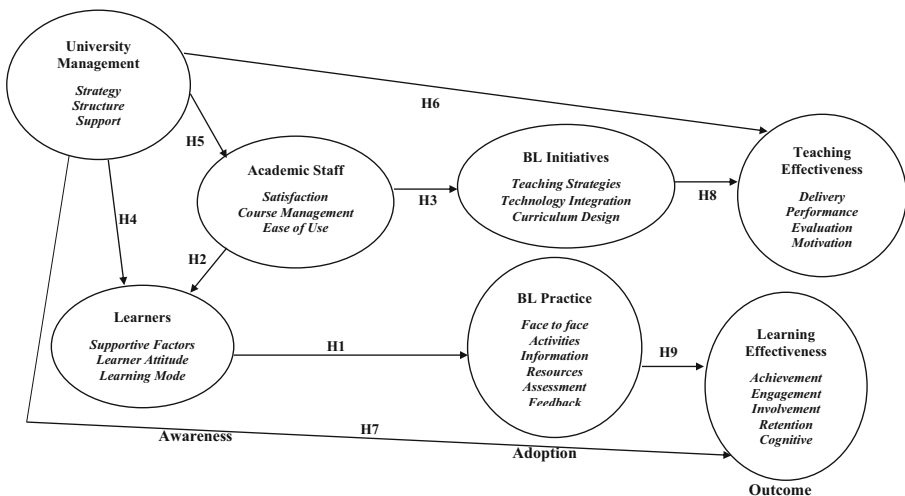 University
Management
Strategy
Structure
Support
H6
H5
Academic Staff
Satisfaction
Course Management
Ease of Use
H3
BL Initiatives
Teaching Strategies
Technology Integration
Curriculum Design
H8
Teaching
Effectiveness
Delivery
Performance
Evaluation
Motivation
H4
H2
Learners
Supportive Factors
Learner Attitude
Learning Mode
H1
BL Practice
Face to face
Activities
Information
Resources
Assessment
Feedback
H9
Learning
Effectiveness
Achievement
Engagement
Involvement
Retention
Cognitive
H7
Awareness
Adoption
Outcome